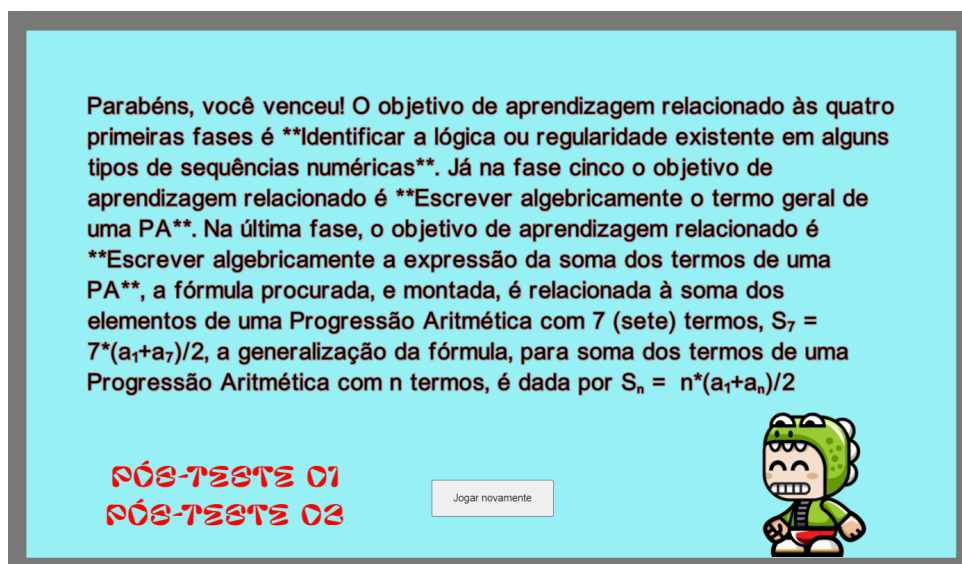 Parabéns, você venceu! O objetivo de aprendizagem relacionado às quatro
primeiras fases é **Identificar a lógica ou regularidade existente em alguns
tipos de sequências numéricas**. Já na fase cinco o objetivo de
aprendizagem relacionado é **Escrever algebricamente o termo geral de
uma PA**. Na última fase, o objetivo de aprendizagem relacionado é
**Escrever algebricamente a expressão da soma dos termos de uma
PA**, a fórmula procurada, e montada, é relacionada à soma dos
elementos de uma Progressão Aritmética com 7 (sete) termos, S₇ =
7*(a₁+a₇)/2, a generalização da fórmula, para soma dos termos de uma
Progressão Aritmética com n termos, é dada por Sₙ = n*(a₁+aₙ)/2
PÓS-TESTE 01
PÓS-TESTE 02
Jogar novamente